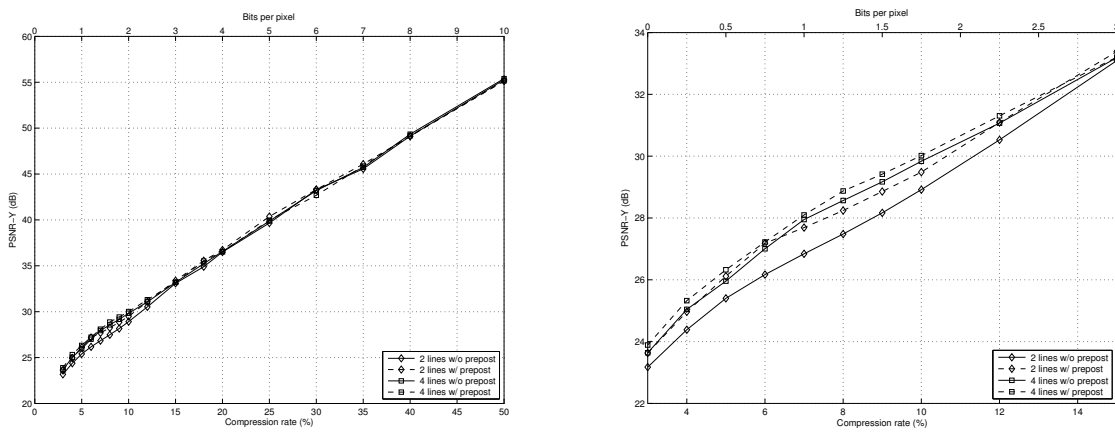 Bits per pixel
0 1 2 3 4 5 6 7 8 9 10
60
55
50
45
40
35
30
25
20
PSNR-Y (dB)
2 lines w/o prepost
2 lines w/ prepost
4 lines w/o prepost
4 lines w/ prepost
0 5 10 15 20 25 30 35 40 45 50
Compression rate (%)
Bits per pixel
0 0.5 1 1.5 2 2.5
34
32
30
28
26
24
22
PSNR-Y (dB)
2 lines w/o prepost
2 lines w/ prepost
4 lines w/o prepost
4 lines w/ prepost
4 6 8 10 12 14
Compression rate (%)